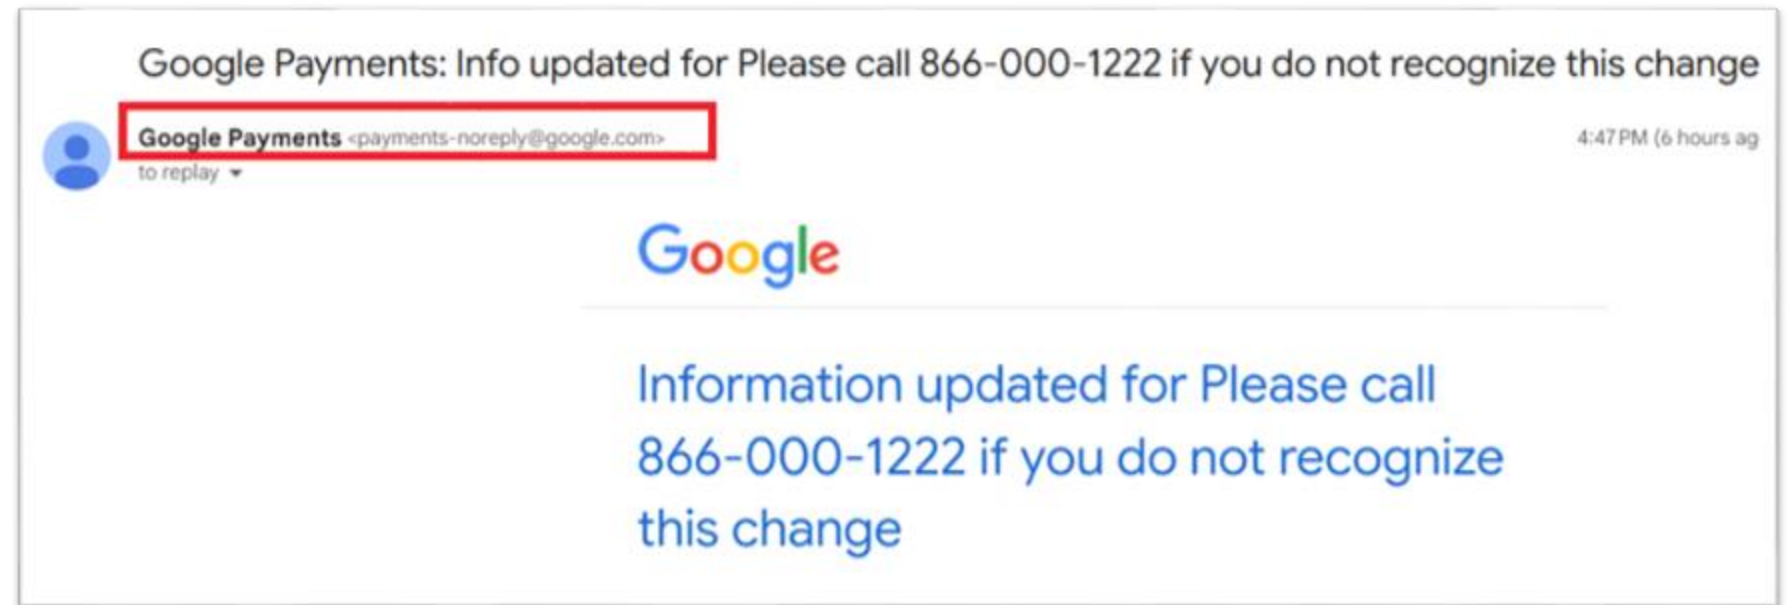 Google Payments: Info updated for Please call 866-000-1222 if you do not recognize this change
Google Payments <payments-noreply@google.com>
4:47 PM (6 hours ag
to replay
Google
Information updated for Please call
866-000-1222 if you do not recognize
this change